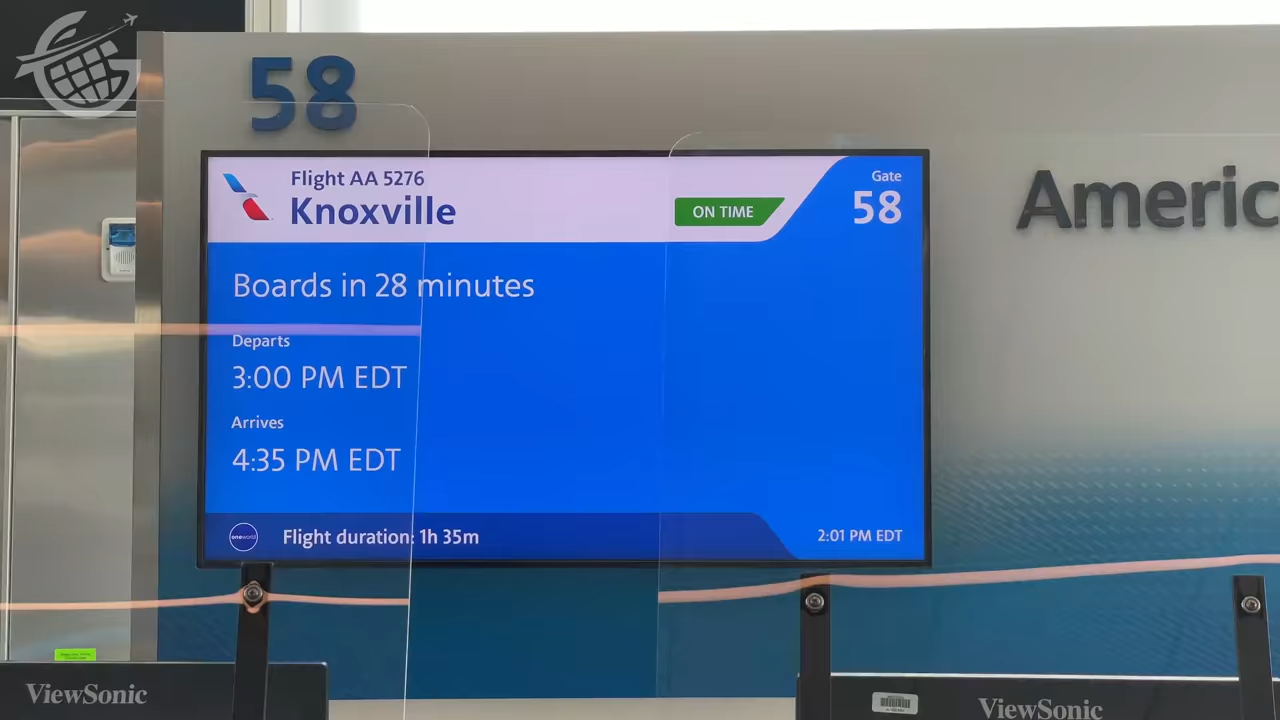 58
Flight AA 5276
Knoxville
ON TIME
Gate
58
Americ
Boards in 28 minutes
Departs
3:00 PM EDT
Arrives
4:35 PM EDT
oneworld
Flight duration: 1h 35m
2:01 PM EDT
ViewSonic
ViewSonic